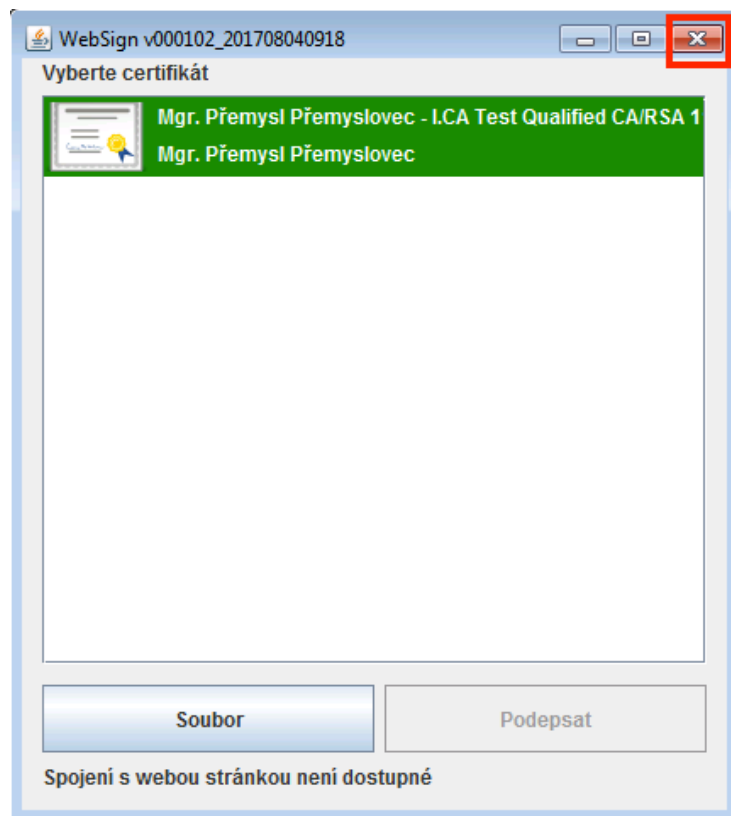 WebSign v000102_201708040918
Vyberte certifikát
Mgr. Přemysl Přemyslovec - I.CA Test Qualified CA/RSA 1
Mgr. Přemysl Přemyslovec
Soubor
Podepsat
Spojení s webou stránkou není dostupné